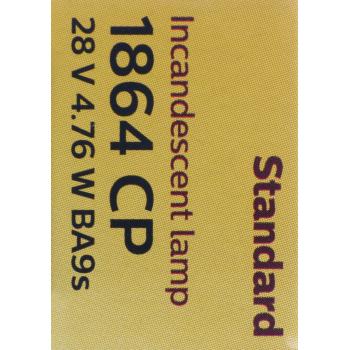 Standard
Incandescent lamp
1864 CP
28 V 4.76 W BA9s